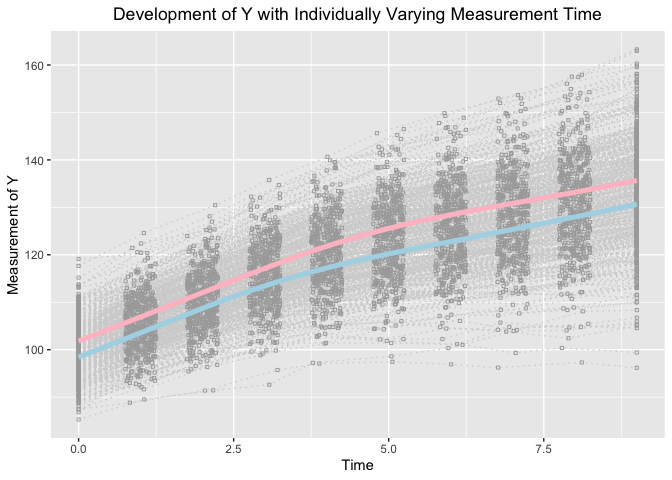 Development of Y with Individually Varying Measurement Time
160
140
120
100
Measurement of Y
0.0
2.5
5.0
7.5
Time